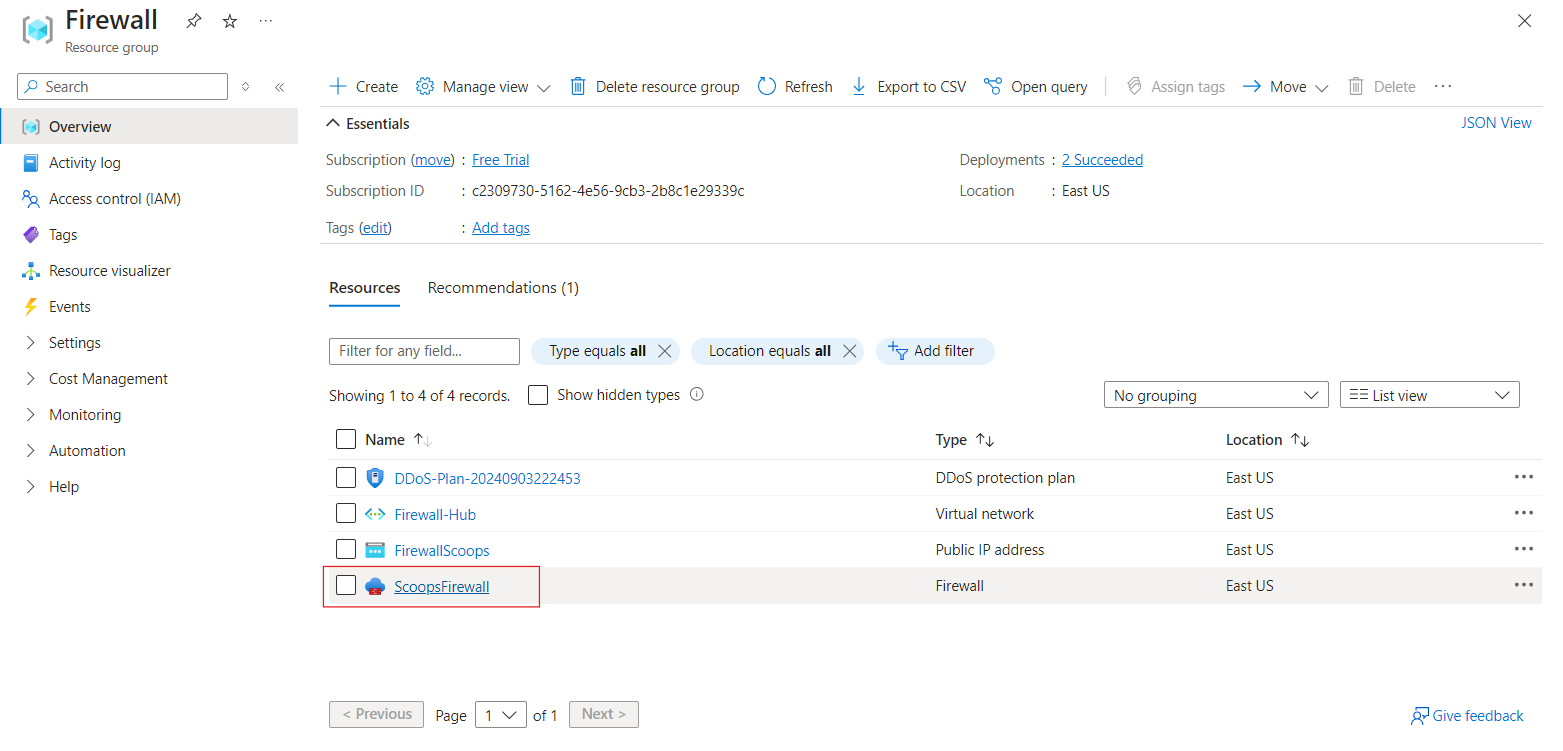 Firewall
Resource group
Search
Overview
Activity log
Access control (IAM)
Tags
Resource visualizer
Events
Settings
Cost Management
Monitoring
Automation
Help
Create Manage view Delete resource group Refresh Export to CSV Open query Assign tags Move Delete
Essentials JSON View
Subscription (move) : Free Trial Deployments : 2 Succeeded
Subscription ID : c2309730-5162-4e56-9cb3-2b8c1e29339c Location : East US
Tags (edit) : Add tags
Resources Recommendations (1)
Filter for any field... Type equals all Location equals all Add filter
Showing 1 to 4 of 4 records. Show hidden types No grouping List view
Name Type Location
DDoS-Plan-20240903222453 DDoS protection plan East US
Firewall-Hub Virtual network East US
FirewallScoops Public IP address East US
ScoopsFirewall Firewall East US
< Previous Page 1 of 1 Next > Give feedback